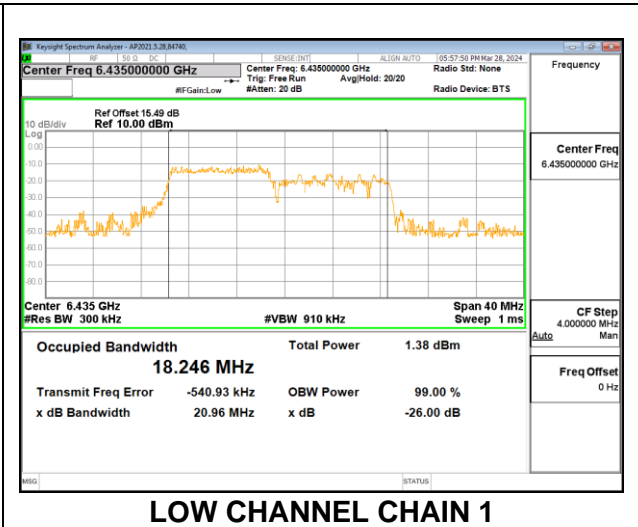 Keysight Spectrum Analyzer - AP2021.5.28,84740,
RF 50 Ω DC SENSE:INT ALIGN AUTO 05:57:50 PM Mar 28, 2024
Center Freq 6.435000000 GHz
Center Freq: 6.435000000 GHz
Radio Std: None
Trig: Free Run Avg|Hold: 20/20
#IFGain:Low #Atten: 20 dB Radio Device: BTS
Frequency
Ref Offset 15.49 dB
10 dB/div Ref 10.00 dBm
Log
0.00
-10.0
-20.0
-30.0
-40.0
-50.0
-60.0
-70.0
-80.0
Center 6.435 GHz Span 40 MHz
#Res BW 300 kHz #VBW 910 kHz Sweep 1 ms
Center Freq
6.435000000 GHz
CF Step
4.000000 MHz
Auto Man
Freq Offset
0 Hz
Occupied Bandwidth Total Power 1.38 dBm
18.246 MHz
Transmit Freq Error -540.93 kHz OBW Power 99.00 %
x dB Bandwidth 20.96 MHz x dB -26.00 dB
MSG STATUS
LOW CHANNEL CHAIN 1